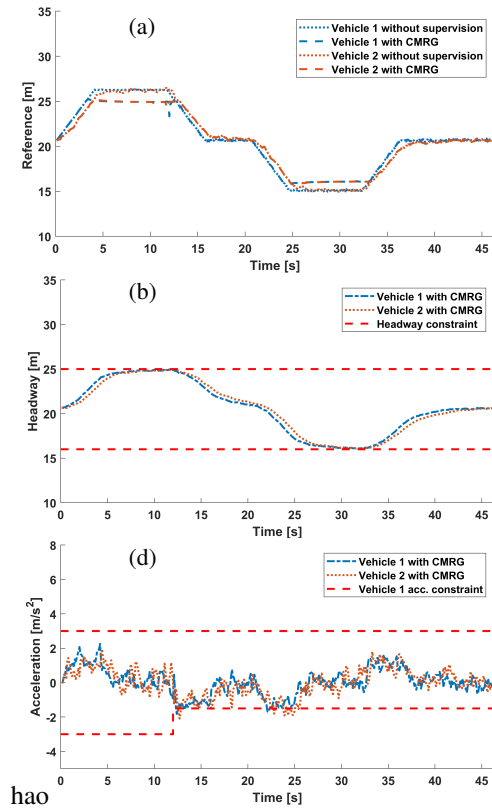 (a)
Vehicle 1 without supervision
Vehicle 1 with CMRG
Vehicle 2 without supervision
Vehicle 2 with CMRG
Reference [m]
35
30
25
20
15
10
0 5 10 15 20 25 30 35 40 45
Time [s]
(b)
Vehicle 1 with CMRG
Vehicle 2 with CMRG
Headway constraint
Headway [m]
35
30
25
20
15
10
0 5 10 15 20 25 30 35 40 45
Time [s]
(d)
Vehicle 1 with CMRG
Vehicle 2 with CMRG
Vehicle 1 acc. constraint
Acceleration [m/s²]
8
6
4
2
0
-2
-4
0 5 10 15 20 25 30 35 40 45
Time [s]
hao